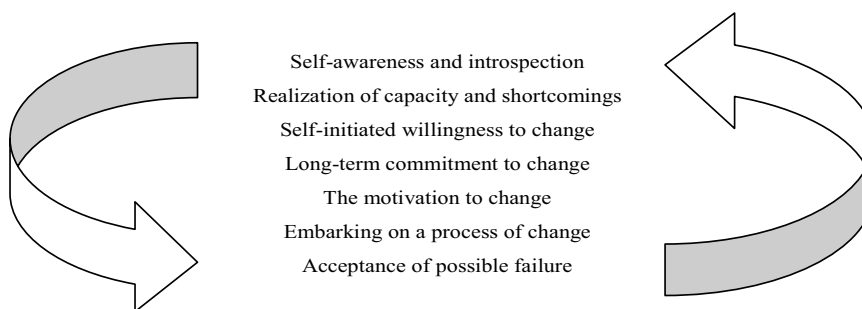 Self-awareness and introspection
Realization of capacity and shortcomings
Self-initiated willingness to change
Long-term commitment to change
The motivation to change
Embarking on a process of change
Acceptance of possible failure